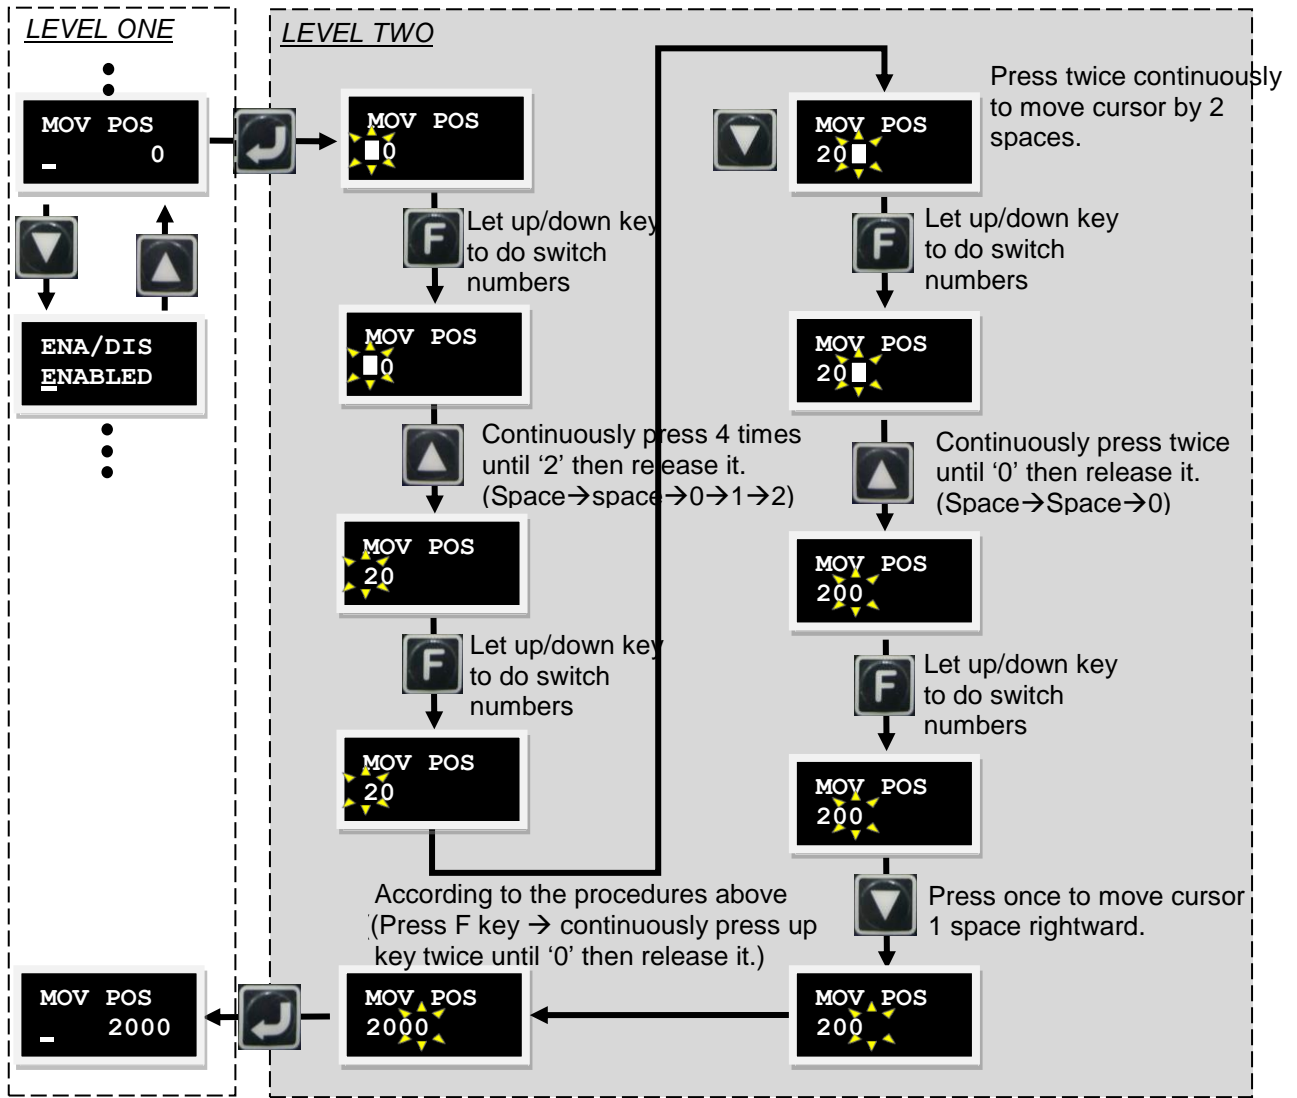 LEVEL ONE
MOV POS
0
ENA/DIS
ENABLED
LEVEL TWO
MOV POS
0
F
Let up/down key
to do switch
numbers
MOV POS
0
Continuously press 4 times
until ‘2’ then release it.
(Space→space→0→1→2)
MOV POS
20
F
Let up/down key
to do switch
numbers
MOV POS
20
Press twice continuously
to move cursor by 2
spaces.
MOV POS
20
F
Let up/down key
to do switch
numbers
MOV POS
20
Continuously press twice
until ‘0’ then release it.
(Space→Space→0)
MOV POS
200
F
Let up/down key
to do switch
numbers
MOV POS
200
Press once to move cursor
1 space rightward.
MOV POS
200
According to the procedures above
(Press F key → continuously press up
key twice until ‘0’ then release it.)
MOV POS
2000
MOV POS
2000